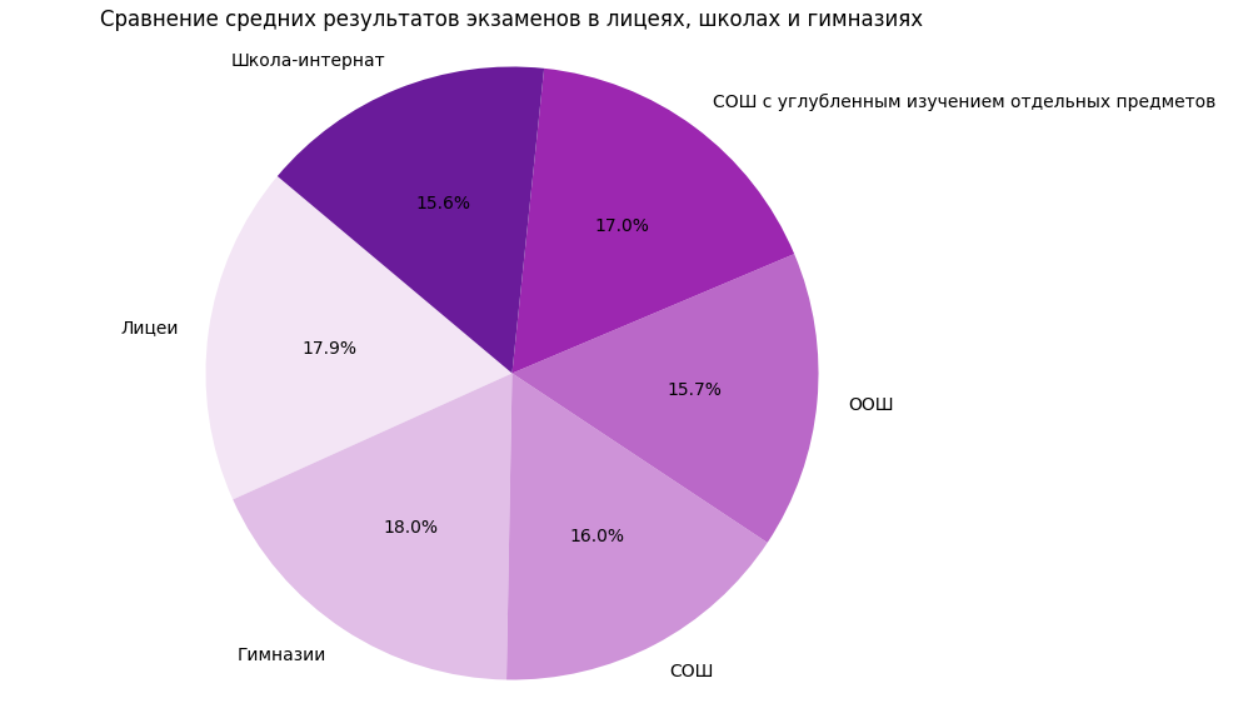 Сравнение средних результатов экзаменов в лицеях, школах и гимназиях
Школа-интернат
СОШ с углубленным изучением отдельных предметов
15.6%
17.0%
Лицеи
17.9%
15.7%
ООШ
18.0%
16.0%
Гимназии
СОШ